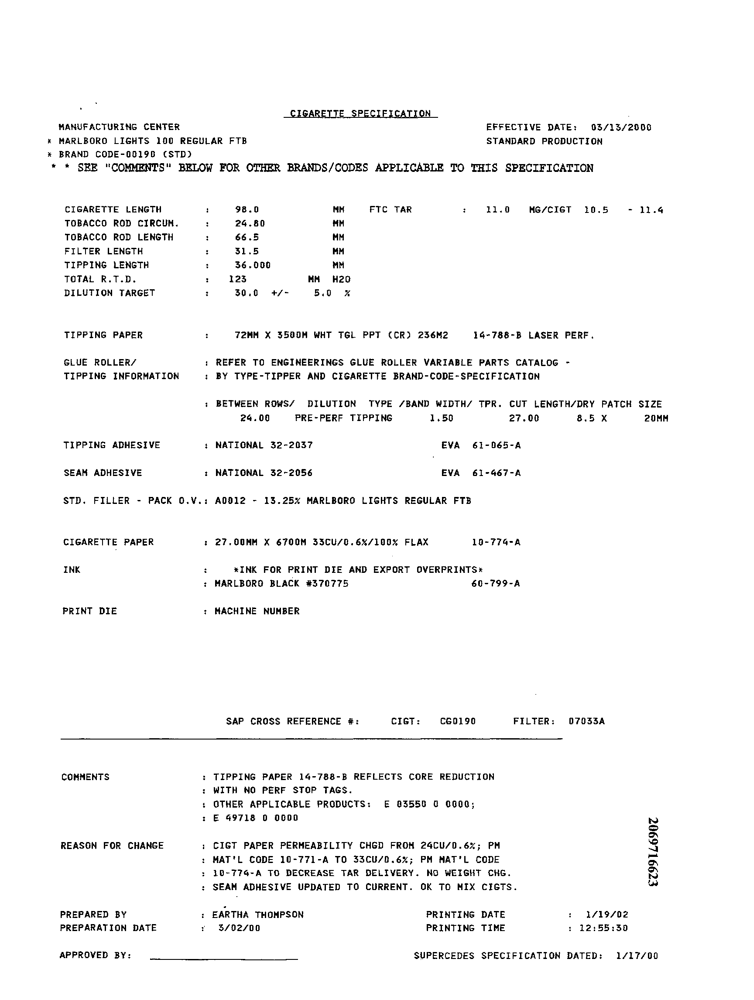 CIGARETTE SPECIFICATION
MANUFACTURING CENTER EFFECTIVE DATE: 03/13/2000
* MARLBORO LIGHTS 100 REGULAR FTB STANDARD PRODUCTION
* BRAND CODE-00190 (STD)
* * SEE "COMMENTS" BELOW FOR OTHER BRANDS/CODES APPLICABLE TO THIS SPECIFICATION
CIGARETTE LENGTH : 98.0 MM FTC TAR : 11.0 MG/CIGT 10.5 - 11.4
TOBACCO ROD CIRCUM. : 24.80 MM
TOBACCO ROD LENGTH : 66.5 MM
FILTER LENGTH : 31.5 MM
TIPPING LENGTH : 36.000 MM
TOTAL R.T.D. : 123 MM H2O
DILUTION TARGET : 30.0 +/- 5.0 %
TIPPING PAPER : 72MM X 3500M WHT TGL PPT (CR) 236M2 14-788-B LASER PERF.
GLUE ROLLER/ : REFER TO ENGINEERINGS GLUE ROLLER VARIABLE PARTS CATALOG -
TIPPING INFORMATION : BY TYPE-TIPPER AND CIGARETTE BRAND-CODE-SPECIFICATION
: BETWEEN ROWS/ DILUTION TYPE /BAND WIDTH/ TPR. CUT LENGTH/DRY PATCH SIZE
24.00 PRE-PERF TIPPING 1.50 27.00 8.5 X 20MM
TIPPING ADHESIVE : NATIONAL 32-2037 EVA 61-065-A
SEAM ADHESIVE : NATIONAL 32-2056 EVA 61-467-A
STD. FILLER - PACK O.V.: A0012 - 13.25% MARLBORO LIGHTS REGULAR FTB
CIGARETTE PAPER : 27.00MM X 6700M 33CU/0.6%/100% FLAX 10-774-A
INK : *INK FOR PRINT DIE AND EXPORT OVERPRINTS*
: MARLBORO BLACK #370775 60-799-A
PRINT DIE : MACHINE NUMBER
SAP CROSS REFERENCE #: CIGT: CG0190 FILTER: 07033A
COMMENTS : TIPPING PAPER 14-788-B REFLECTS CORE REDUCTION
: WITH NO PERF STOP TAGS.
: OTHER APPLICABLE PRODUCTS: E 03550 0 0000;
: E 49718 0 0000
REASON FOR CHANGE : CIGT PAPER PERMEABILITY CHGD FROM 24CU/0.6%; PM
: MAT'L CODE 10-771-A TO 33CU/0.6%; PM MAT'L CODE
: 10-774-A TO DECREASE TAR DELIVERY. NO WEIGHT CHG.
: SEAM ADHESIVE UPDATED TO CURRENT. OK TO MIX CIGTS.
2069716623
PREPARED BY : EARTHA THOMPSON PRINTING DATE : 1/19/02
PREPARATION DATE : 3/02/00 PRINTING TIME : 12:55:30
APPROVED BY: SUPERCEDES SPECIFICATION DATED: 1/17/00